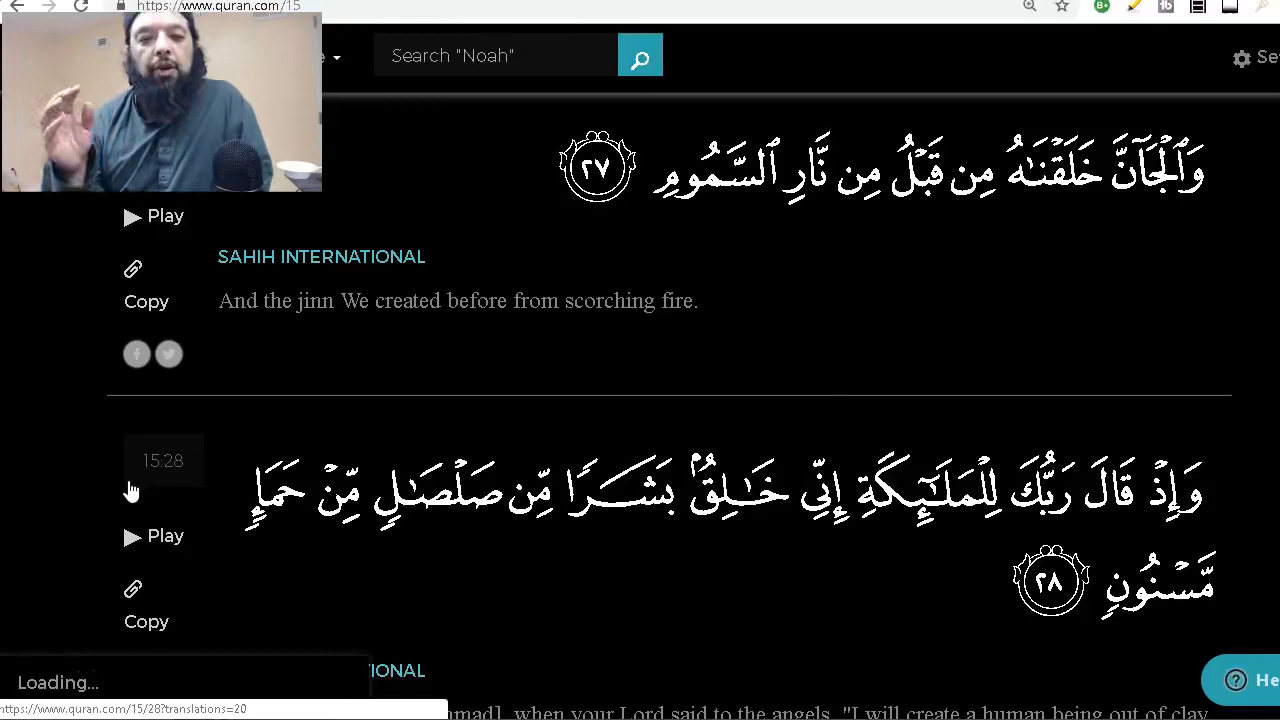 https://www.quran.com/15
Search "Noah"
Se
وَٱلْجَآنَّ خَلَقْنَٰهُ مِن قَبْلُ مِن نَّارِ ٱلسَّمُومِ ٢٧
Play
SAHIH INTERNATIONAL
Copy
And the jinn We created before from scorching fire.
15:28
وَإِذْ قَالَ رَبُّكَ لِلْمَلَٰٓئِكَةِ إِنِّى خَٰلِقٌۢ بَشَرًا مِّن صَلْصَٰلٍ مِّنْ حَمَإٍ
مَّسْنُونٍ ٢٨
Play
Copy
IONAL
Loading...
He
https://www.quran.com/15/28?translations=20
mmad], when your Lord said to the angels, "I will create a human being out of clay